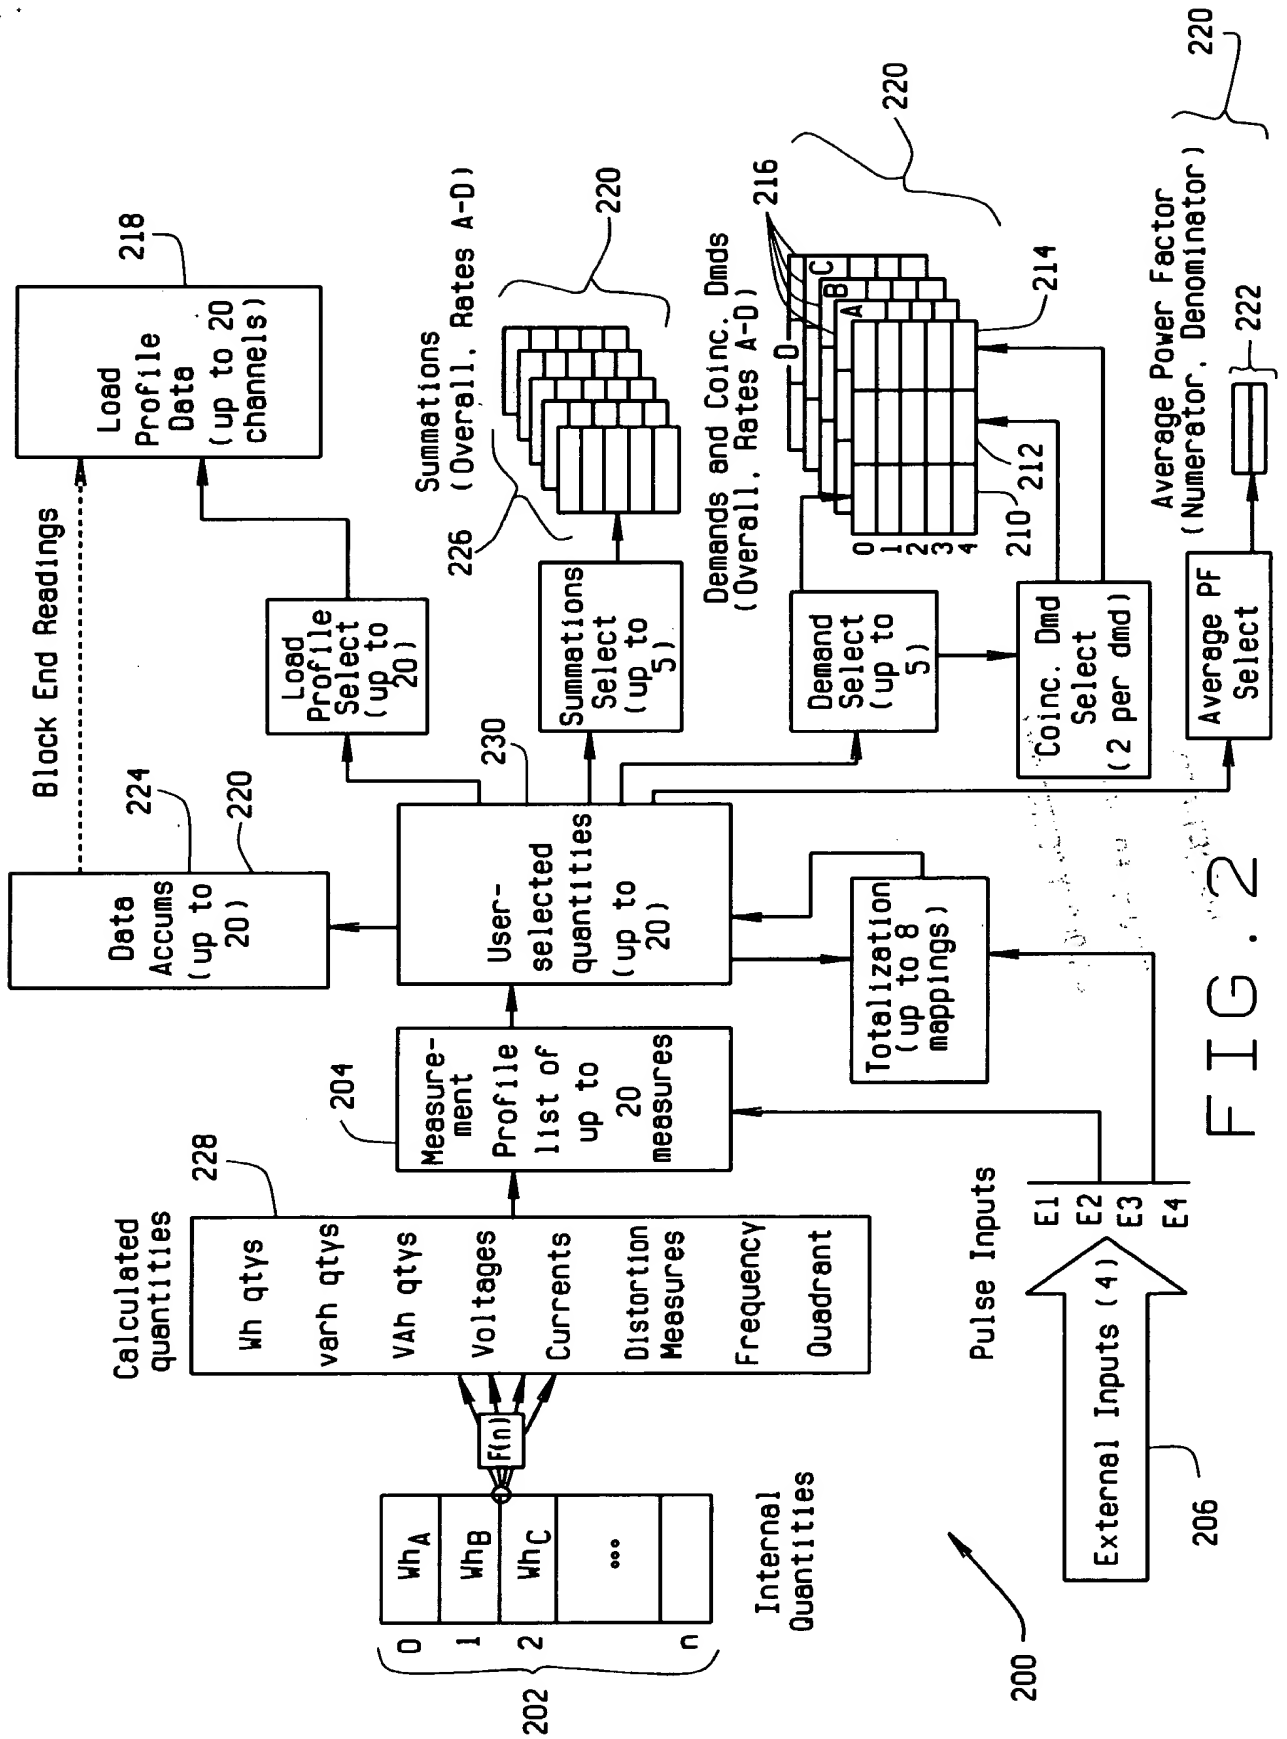 Calculated
quantities
228
Wh qtys
varh qtys
VAh qtys
Voltages
Currents
Distortion
Measures
Frequency
Quadrant
F(n)
0
WhA
1
WhB
2
WhC
...
n
202
Internal
Quantities
204
Measure-
ment
Profile
list of
up to
20
measures
Data
Accums
(up to
20)
224
220
Block End Readings
Load
Profile
Data
(up to 20
channels)
218
User-
selected
quantities
(up to
20)
230
Load
Profile
Select
(up to
20)
Summations
Select
(up to
5)
226
Summations
(Overall, Rates A-D)
220
Totalization
(up to 8
mappings)
Demand
Select
(up to
5)
Demands and Coinc. Dmds
(Overall, Rates A-D)
216
220
D
C
B
A
0
1
2
3
4
210
212
214
Coinc. Dmd
Select
(2 per dmd)
Average PF
Select
Average Power Factor
(Numerator, Denominator)
222
220
Pulse Inputs
E1
E2
E3
E4
External Inputs (4)
206
200
FIG. 2